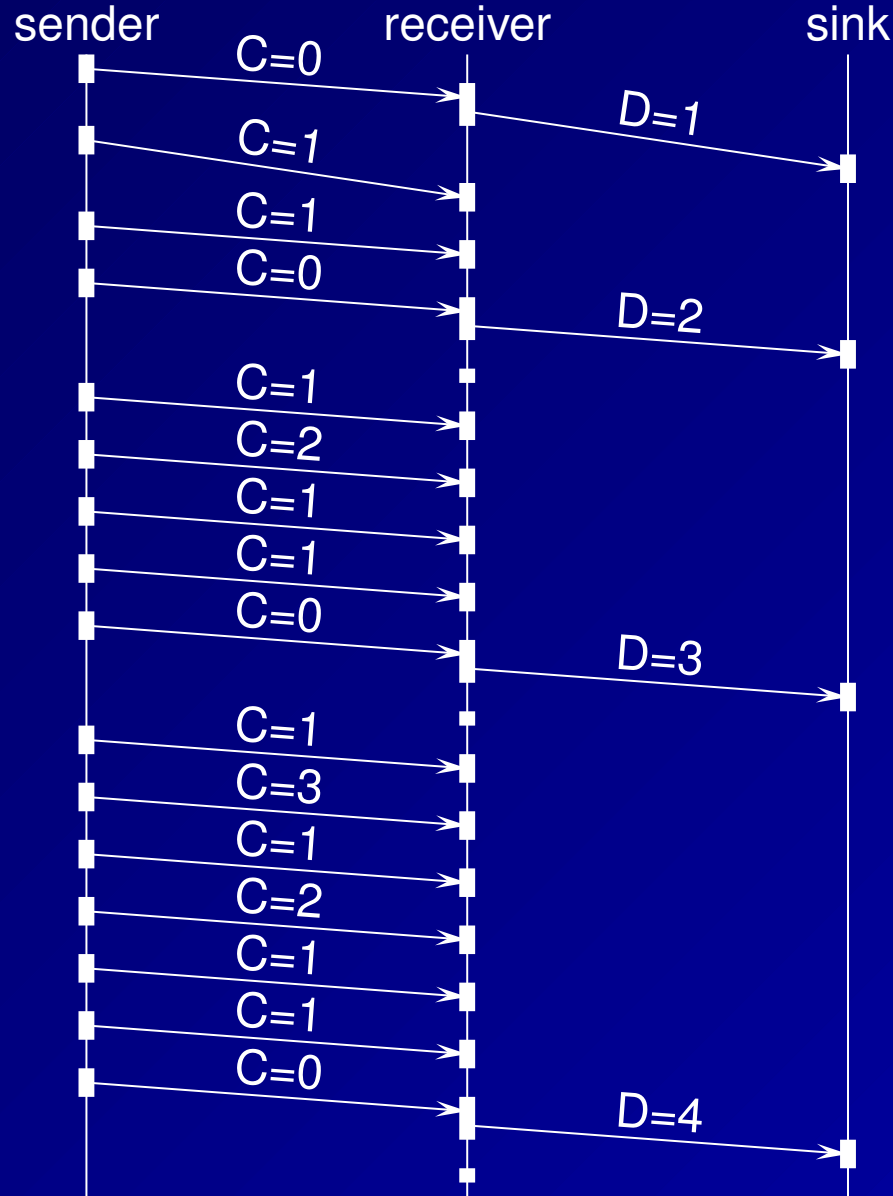 sender receiver sink
C=0
D=1
C=1
C=1
C=0
D=2
C=1
C=2
C=1
C=1
C=0
D=3
C=1
C=3
C=1
C=2
C=1
C=1
C=0
D=4